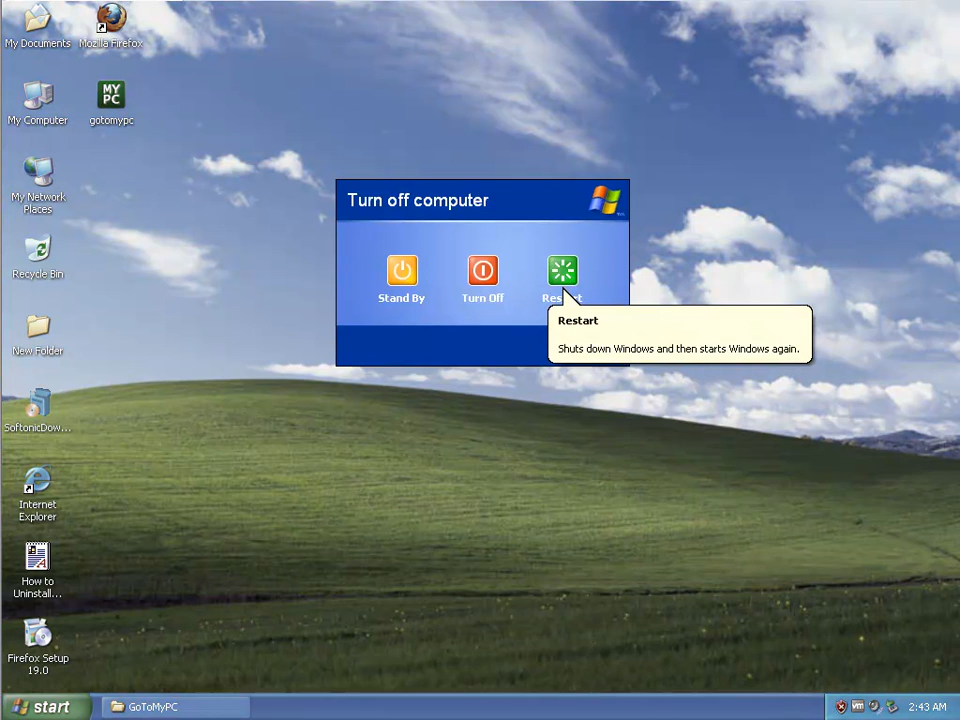 My Documents
Mozilla Firefox
My Computer
MY
PC
gotomypc
My Network
Places
Recycle Bin
New Folder
SoftonicDow...
Internet
Explorer
How to
Uninstall...
Firefox Setup
19.0
Turn off computer
Stand By
Turn Off
Restart
Restart
Shuts down Windows and then starts Windows again.
start
GoToMyPC
vm
2:43 AM